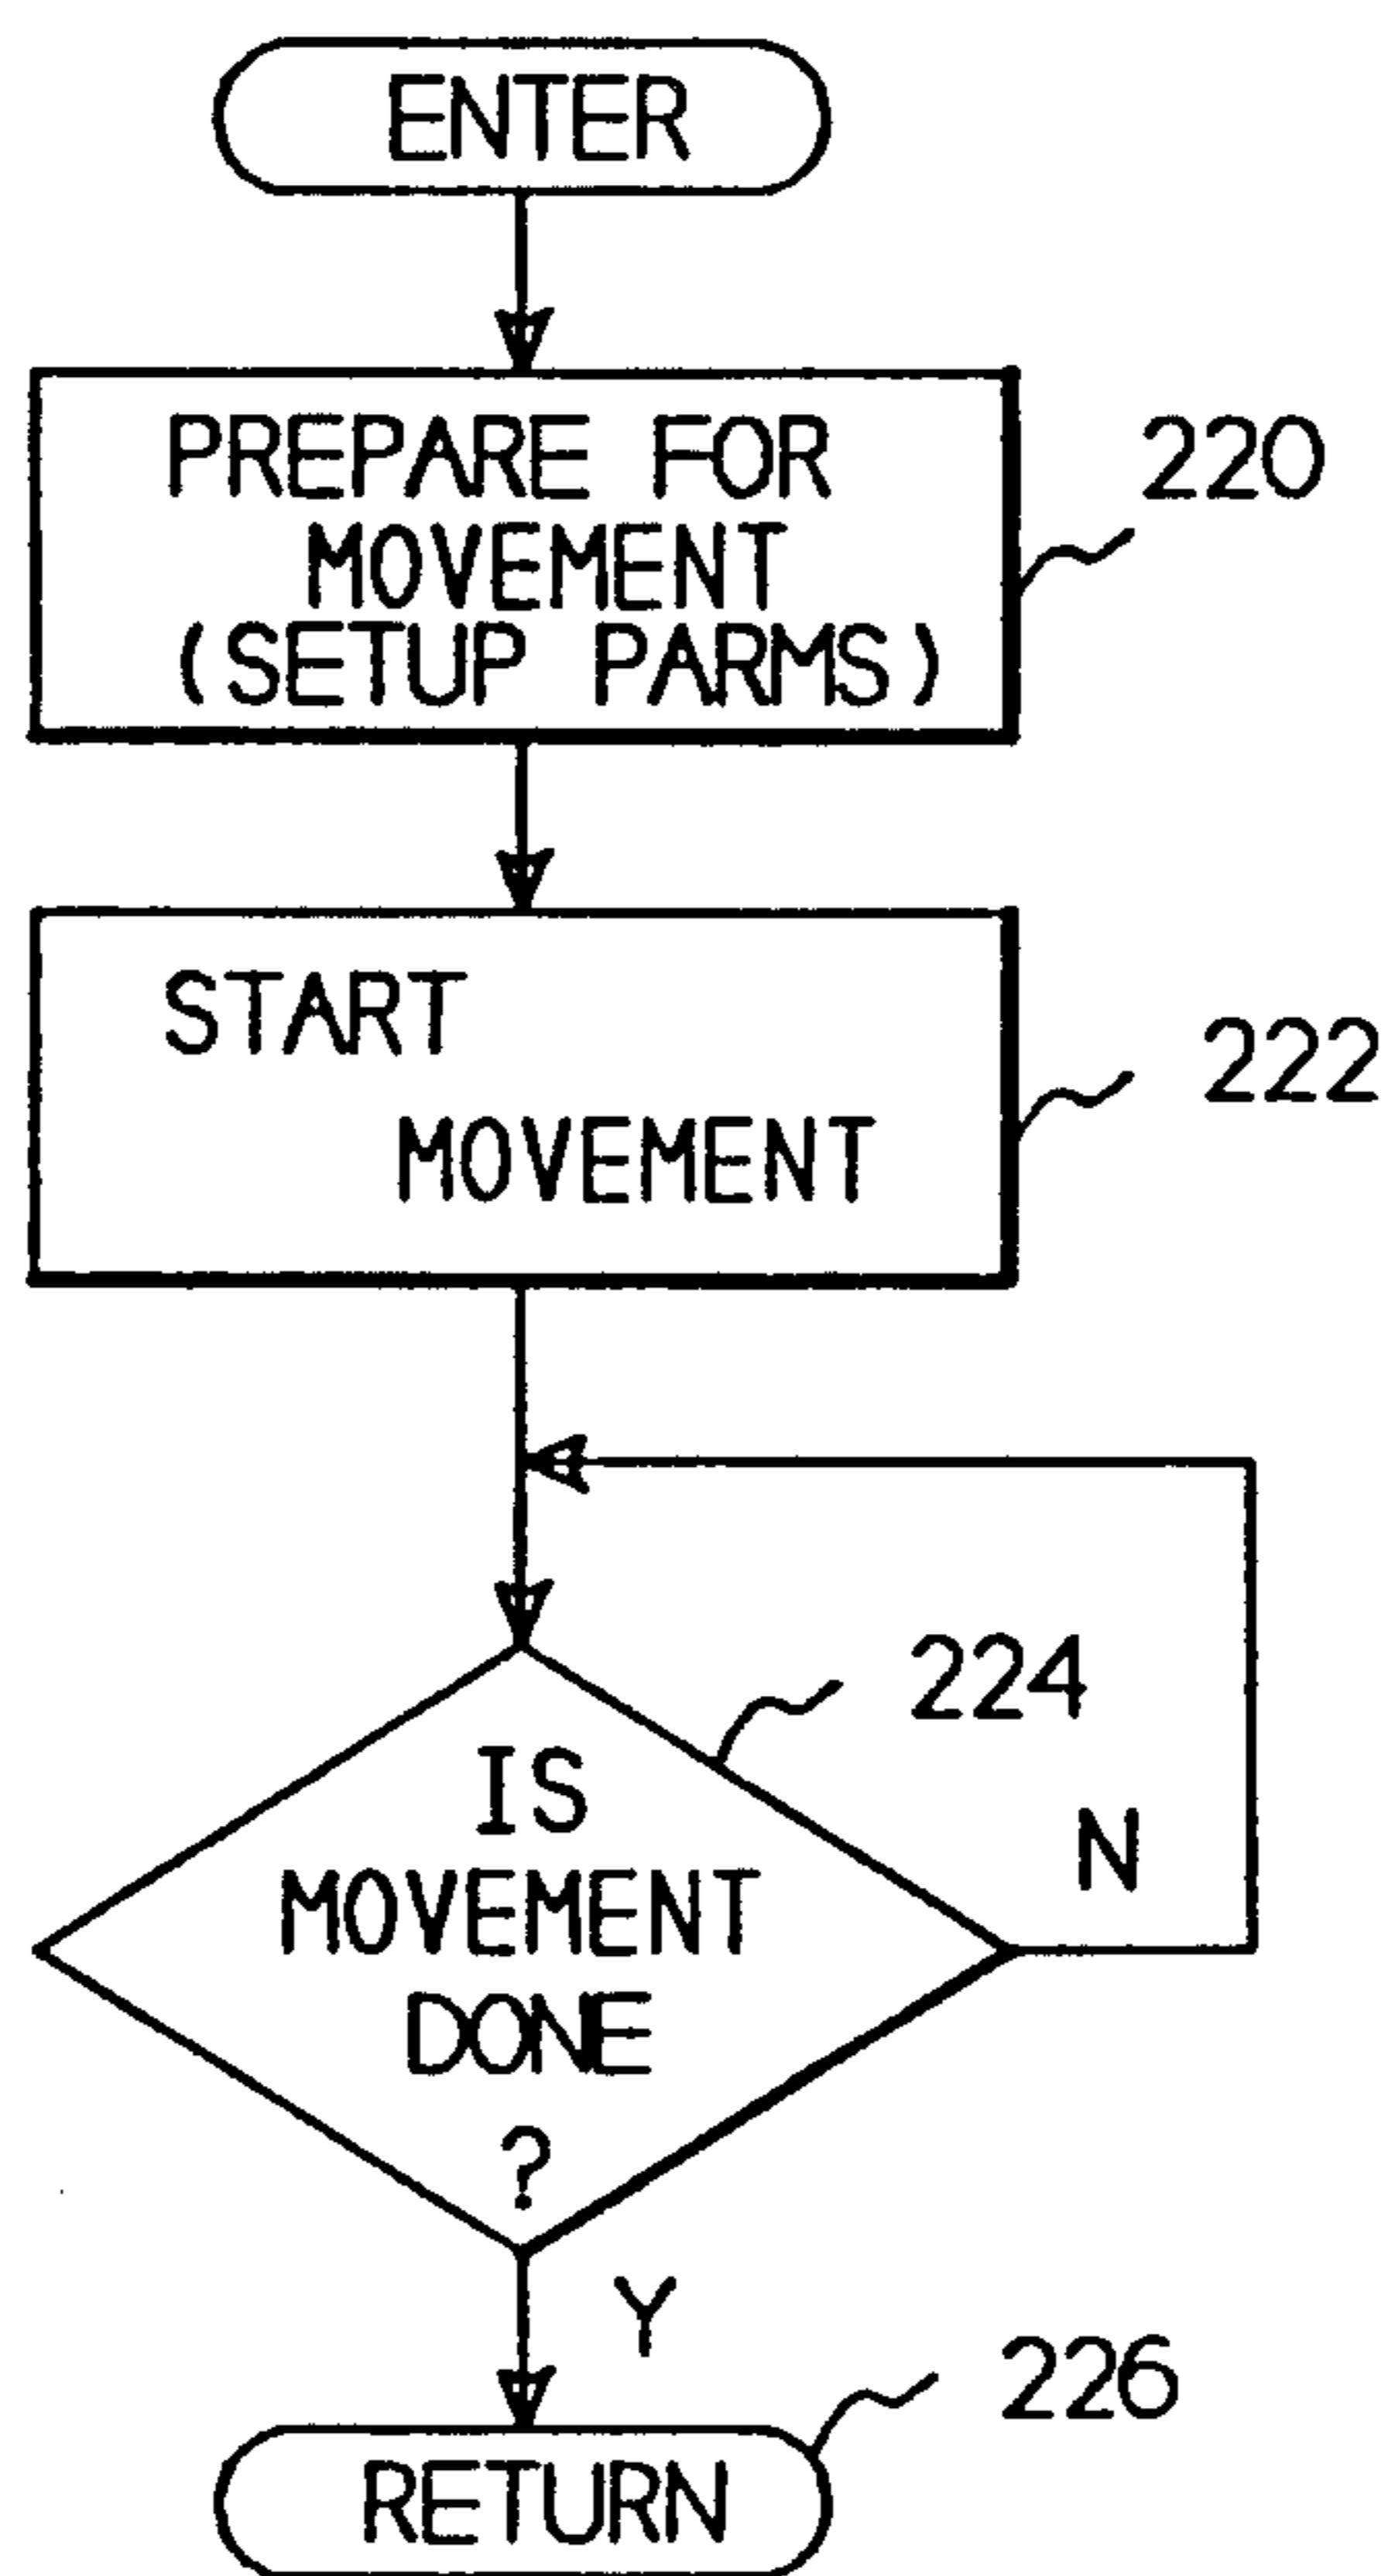 ENTER
PREPARE FOR
MOVEMENT
(SETUP PARMS)
220
START
MOVEMENT
222
224
IS
MOVEMENT
DONE
?
N
Y
226
RETURN